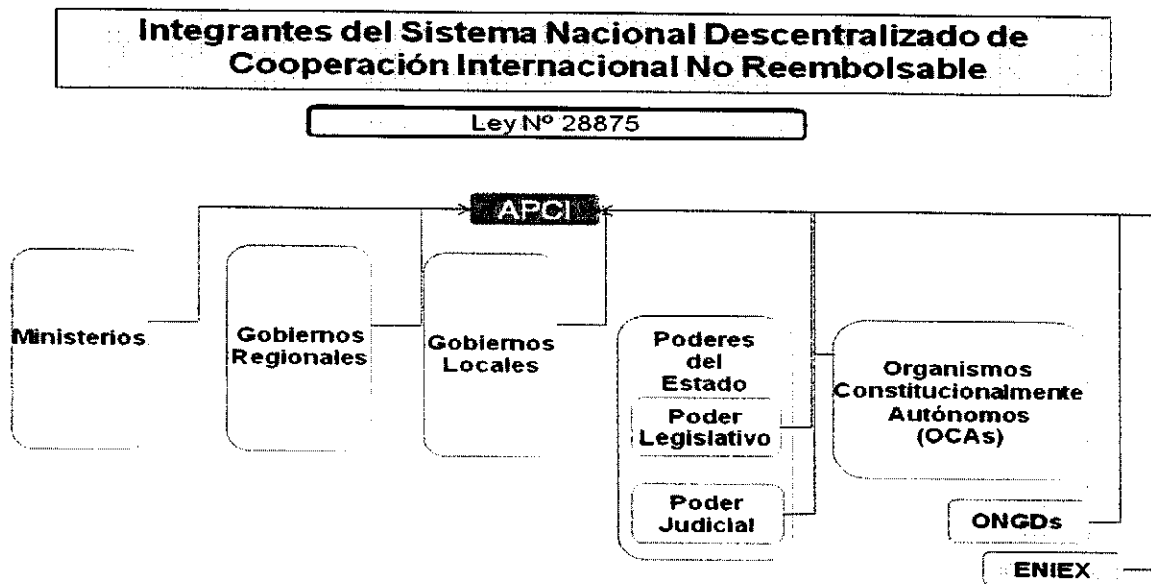 Integrantes del Sistema Nacional Descentralizado de
Cooperación Internacional No Reembolsable
Ley Nº 28875
APCI
Ministerios
Gobiernos
Regionales
Gobiernos
Locales
Poderes
del
Estado
Poder
Legislativo
Poder
Judicial
Organismos
Constitucionalmente
Autónomos
(OCAs)
ONGDs
ENIEX